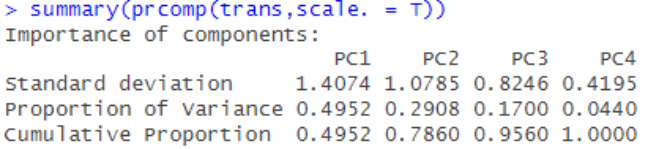 > summary(prcomp(trans,scale. = T))
Importance of components:
PC1 PC2 PC3 PC4
Standard deviation 1.4074 1.0785 0.8246 0.4195
Proportion of Variance 0.4952 0.2908 0.1700 0.0440
Cumulative Proportion 0.4952 0.7860 0.9560 1.0000